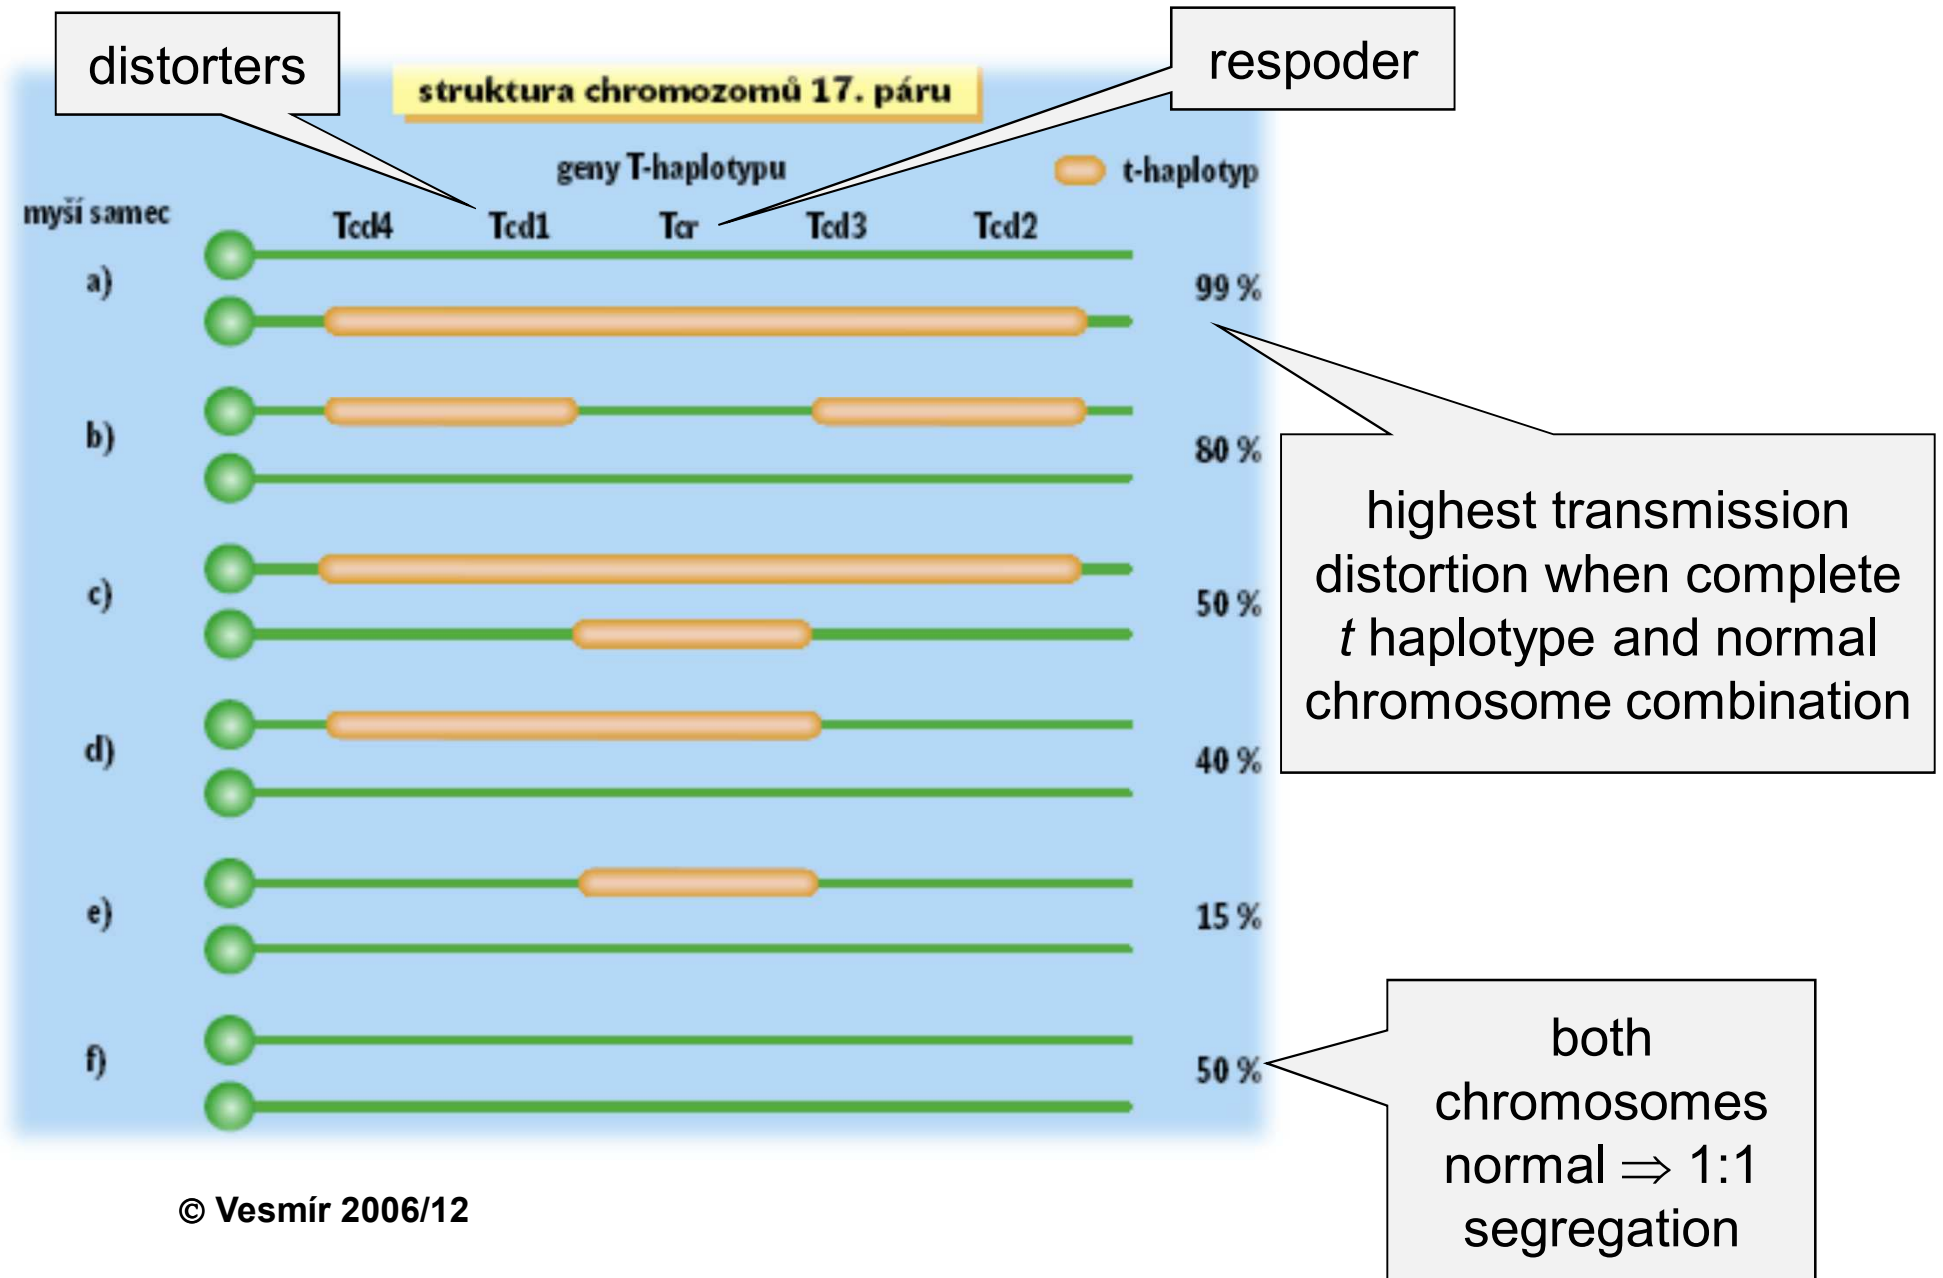 distorters
respoder
struktura chromozomů 17. páru
geny T-haplotypu
t-haplotyp
myší samec
Tcd4 Tcd1 Tcr Tcd3 Tcd2
a)
99 %
b)
80 %
highest transmission
distortion when complete
t haplotype and normal
chromosome combination
c)
50 %
d)
40 %
e)
15 %
f)
50 %
both
chromosomes
normal ⇒ 1:1
segregation
© Vesmír 2006/12